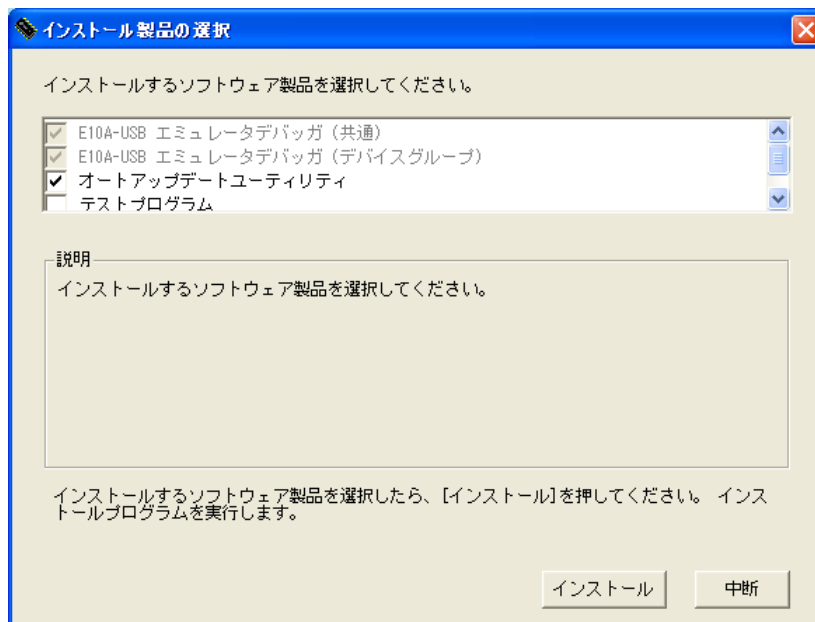 インストール製品の選択
インストールするソフトウェア製品を選択してください。
E10A-USB エミュレータデバッガ（共通）
E10A-USB エミュレータデバッガ（デバイスグループ）
オートアップデートユーティリティ
テストプログラム
説明
インストールするソフトウェア製品を選択してください。
インストールするソフトウェア製品を選択したら、[インストール]を押してください。 インス
トールプログラムを実行します。
インストール
中断